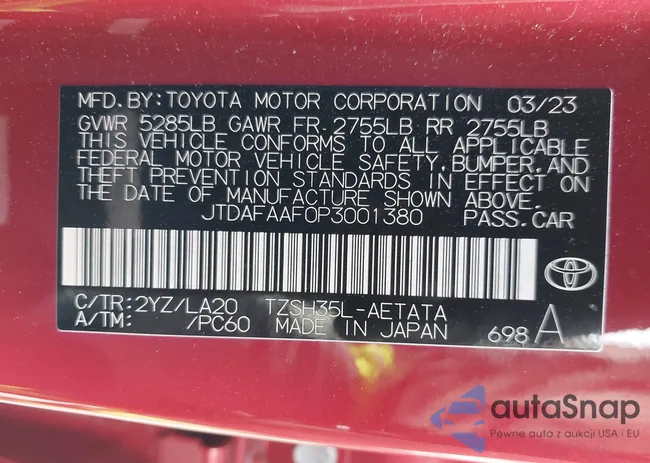 MFD. BY: TOYOTA MOTOR CORPORATION 03/23
GVWR 5285LB GAWR FR 2755LB RR 2755LB
THIS VEHICLE CONFORMS TO ALL APPLICABLE
FEDERAL MOTOR VEHICLE SAFETY, BUMPER, AND
THEFT PREVENTION STANDARDS IN EFFECT ON
THE DATE OF MANUFACTURE SHOWN ABOVE.
JTDAFAAF0P3001380 PASS. CAR
C/TR: 2YZ/LA20 TZSH35L-AETATA
A/TM: /PC60 MADE IN JAPAN 698 A
autaSnap
Pewne auta z aukcji USA i EU